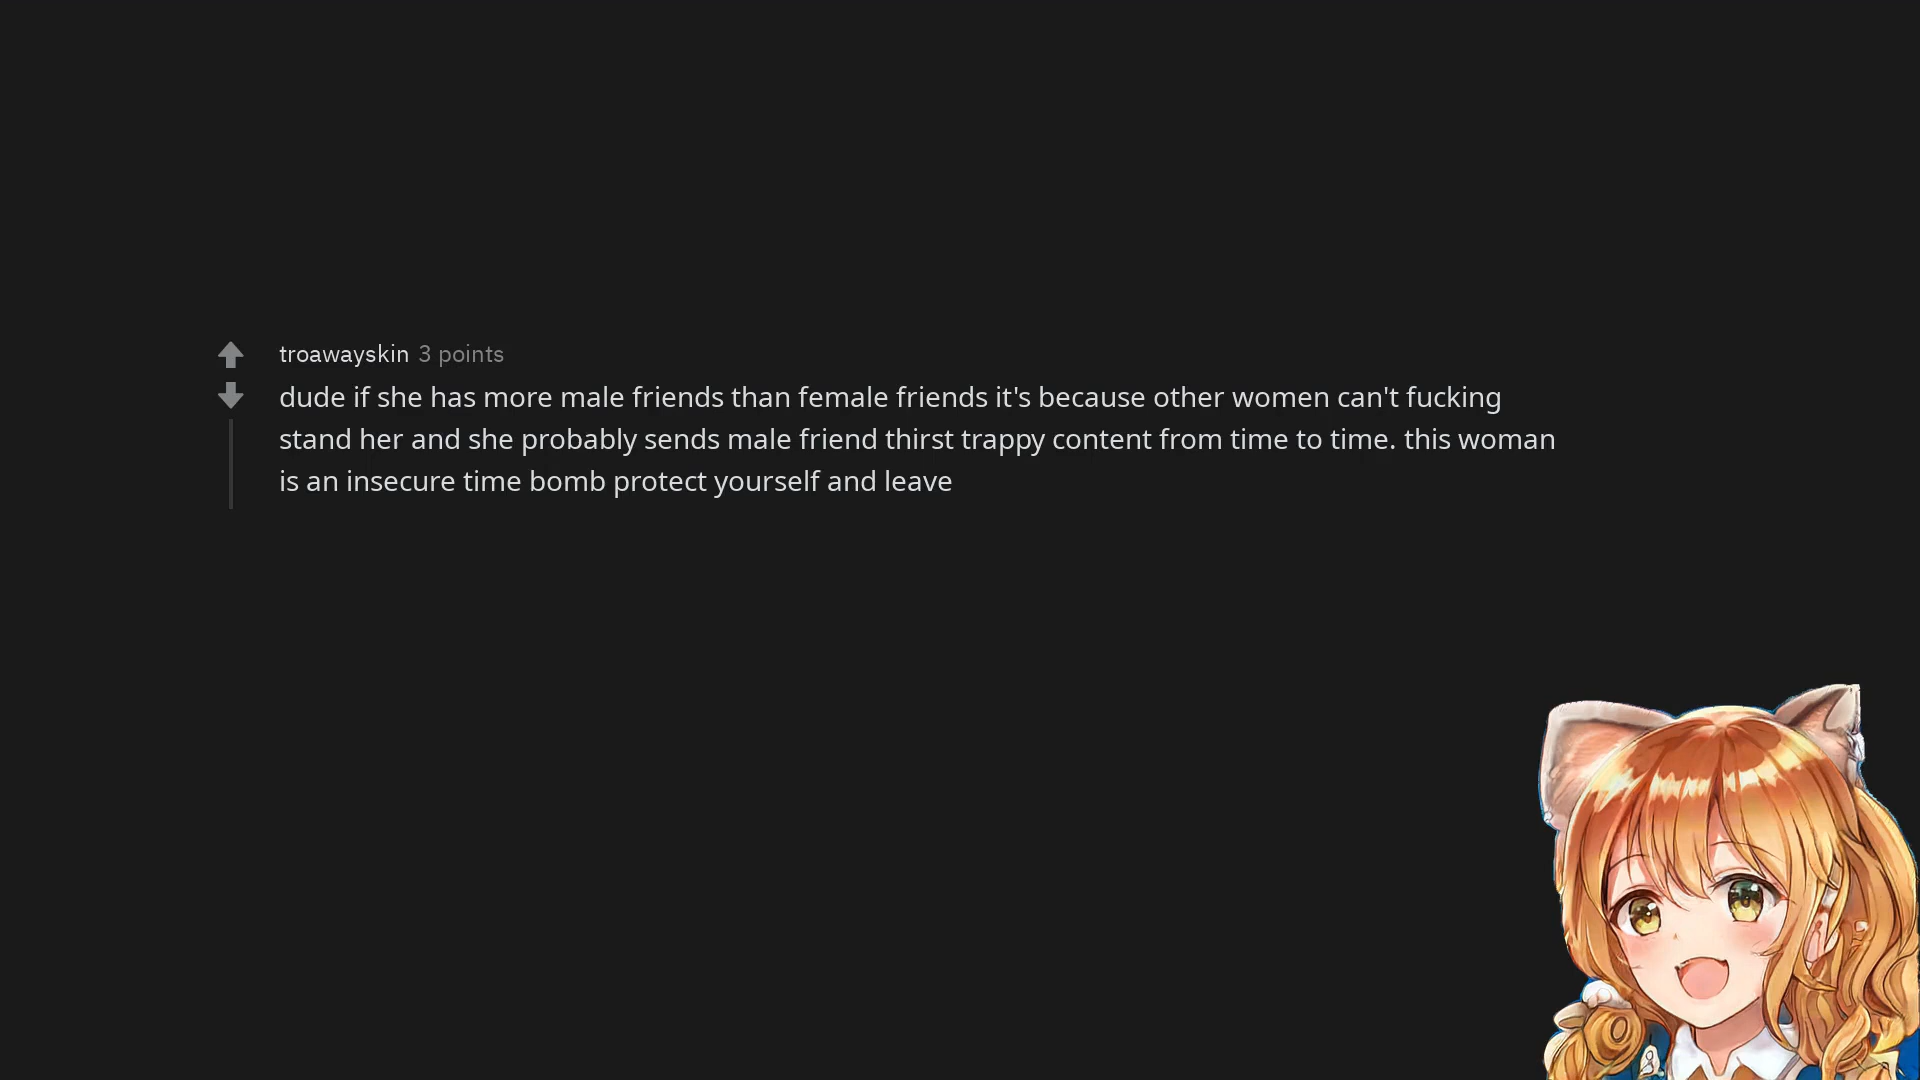 troawayskin 3 points
dude if she has more male friends than female friends it's because other women can't fucking
stand her and she probably sends male friend thirst trappy content from time to time. this woman
is an insecure time bomb protect yourself and leave